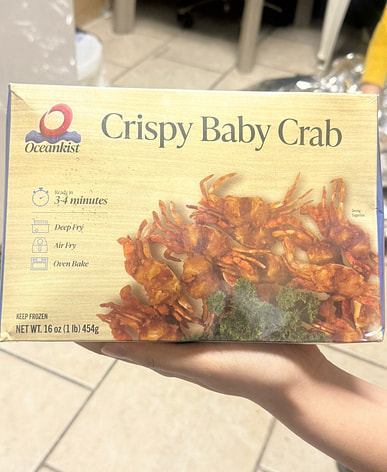 Oceankist
Crispy Baby Crab
Ready in
3-4 minutes
Deep Fry
Air Fry
Oven Bake
Serving
Suggestion
KEEP FROZEN
NET WT. 16 oz (1 lb) 454g